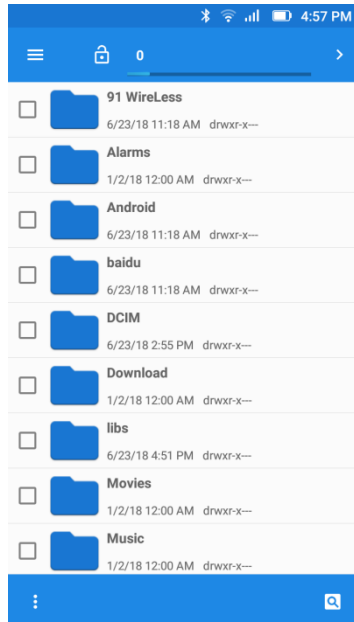 4:57 PM
0
91 WireLess
6/23/18 11:18 AM drwxr-x---
Alarms
1/2/18 12:00 AM drwxr-x---
Android
6/23/18 11:18 AM drwxr-x---
baidu
6/23/18 11:18 AM drwxr-x---
DCIM
6/23/18 2:55 PM drwxr-x---
Download
1/2/18 12:00 AM drwxr-x---
libs
6/23/18 4:51 PM drwxr-x---
Movies
1/2/18 12:00 AM drwxr-x---
Music
1/2/18 12:00 AM drwxr-x---